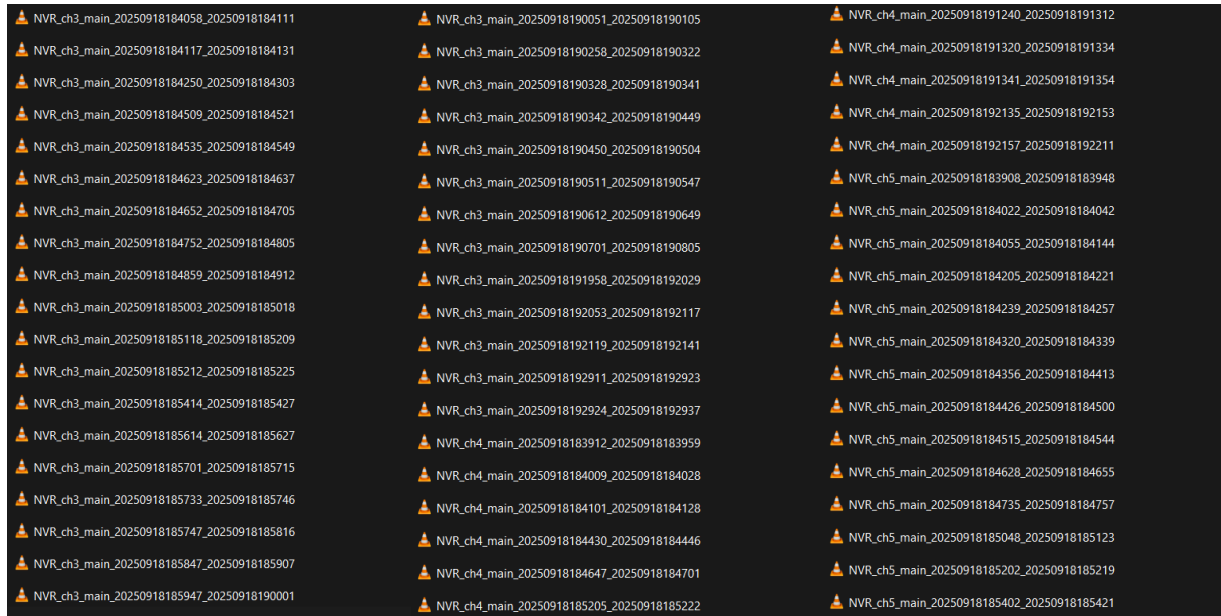 NVR_ch3_main_20250918184058_20250918184111
NVR_ch3_main_20250918184117_20250918184131
NVR_ch3_main_20250918184250_20250918184303
NVR_ch3_main_20250918184509_20250918184521
NVR_ch3_main_20250918184535_20250918184549
NVR_ch3_main_20250918184623_20250918184637
NVR_ch3_main_20250918184652_20250918184705
NVR_ch3_main_20250918184752_20250918184805
NVR_ch3_main_20250918184859_20250918184912
NVR_ch3_main_20250918185003_20250918185018
NVR_ch3_main_20250918185118_20250918185209
NVR_ch3_main_20250918185212_20250918185225
NVR_ch3_main_20250918185414_20250918185427
NVR_ch3_main_20250918185614_20250918185627
NVR_ch3_main_20250918185701_20250918185715
NVR_ch3_main_20250918185733_20250918185746
NVR_ch3_main_20250918185747_20250918185816
NVR_ch3_main_20250918185847_20250918185907
NVR_ch3_main_20250918185947_20250918190001
NVR_ch3_main_20250918190051_20250918190105
NVR_ch3_main_20250918190258_20250918190322
NVR_ch3_main_20250918190328_20250918190341
NVR_ch3_main_20250918190342_20250918190449
NVR_ch3_main_20250918190450_20250918190504
NVR_ch3_main_20250918190511_20250918190547
NVR_ch3_main_20250918190612_20250918190649
NVR_ch3_main_20250918190701_20250918190805
NVR_ch3_main_20250918191958_20250918192029
NVR_ch3_main_20250918192053_20250918192117
NVR_ch3_main_20250918192119_20250918192141
NVR_ch3_main_20250918192911_20250918192923
NVR_ch3_main_20250918192924_20250918192937
NVR_ch4_main_20250918183912_20250918183959
NVR_ch4_main_20250918184009_20250918184028
NVR_ch4_main_20250918184101_20250918184128
NVR_ch4_main_20250918184430_20250918184446
NVR_ch4_main_20250918184647_20250918184701
NVR_ch4_main_20250918185205_20250918185222
NVR_ch4_main_20250918191240_20250918191312
NVR_ch4_main_20250918191320_20250918191334
NVR_ch4_main_20250918191341_20250918191354
NVR_ch4_main_20250918192135_20250918192153
NVR_ch4_main_20250918192157_20250918192211
NVR_ch5_main_20250918183908_20250918183948
NVR_ch5_main_20250918184022_20250918184042
NVR_ch5_main_20250918184055_20250918184144
NVR_ch5_main_20250918184205_20250918184221
NVR_ch5_main_20250918184239_20250918184257
NVR_ch5_main_20250918184320_20250918184339
NVR_ch5_main_20250918184356_20250918184413
NVR_ch5_main_20250918184426_20250918184500
NVR_ch5_main_20250918184515_20250918184544
NVR_ch5_main_20250918184628_20250918184655
NVR_ch5_main_20250918184735_20250918184757
NVR_ch5_main_20250918185048_20250918185123
NVR_ch5_main_20250918185202_20250918185219
NVR_ch5_main_20250918185402_20250918185421